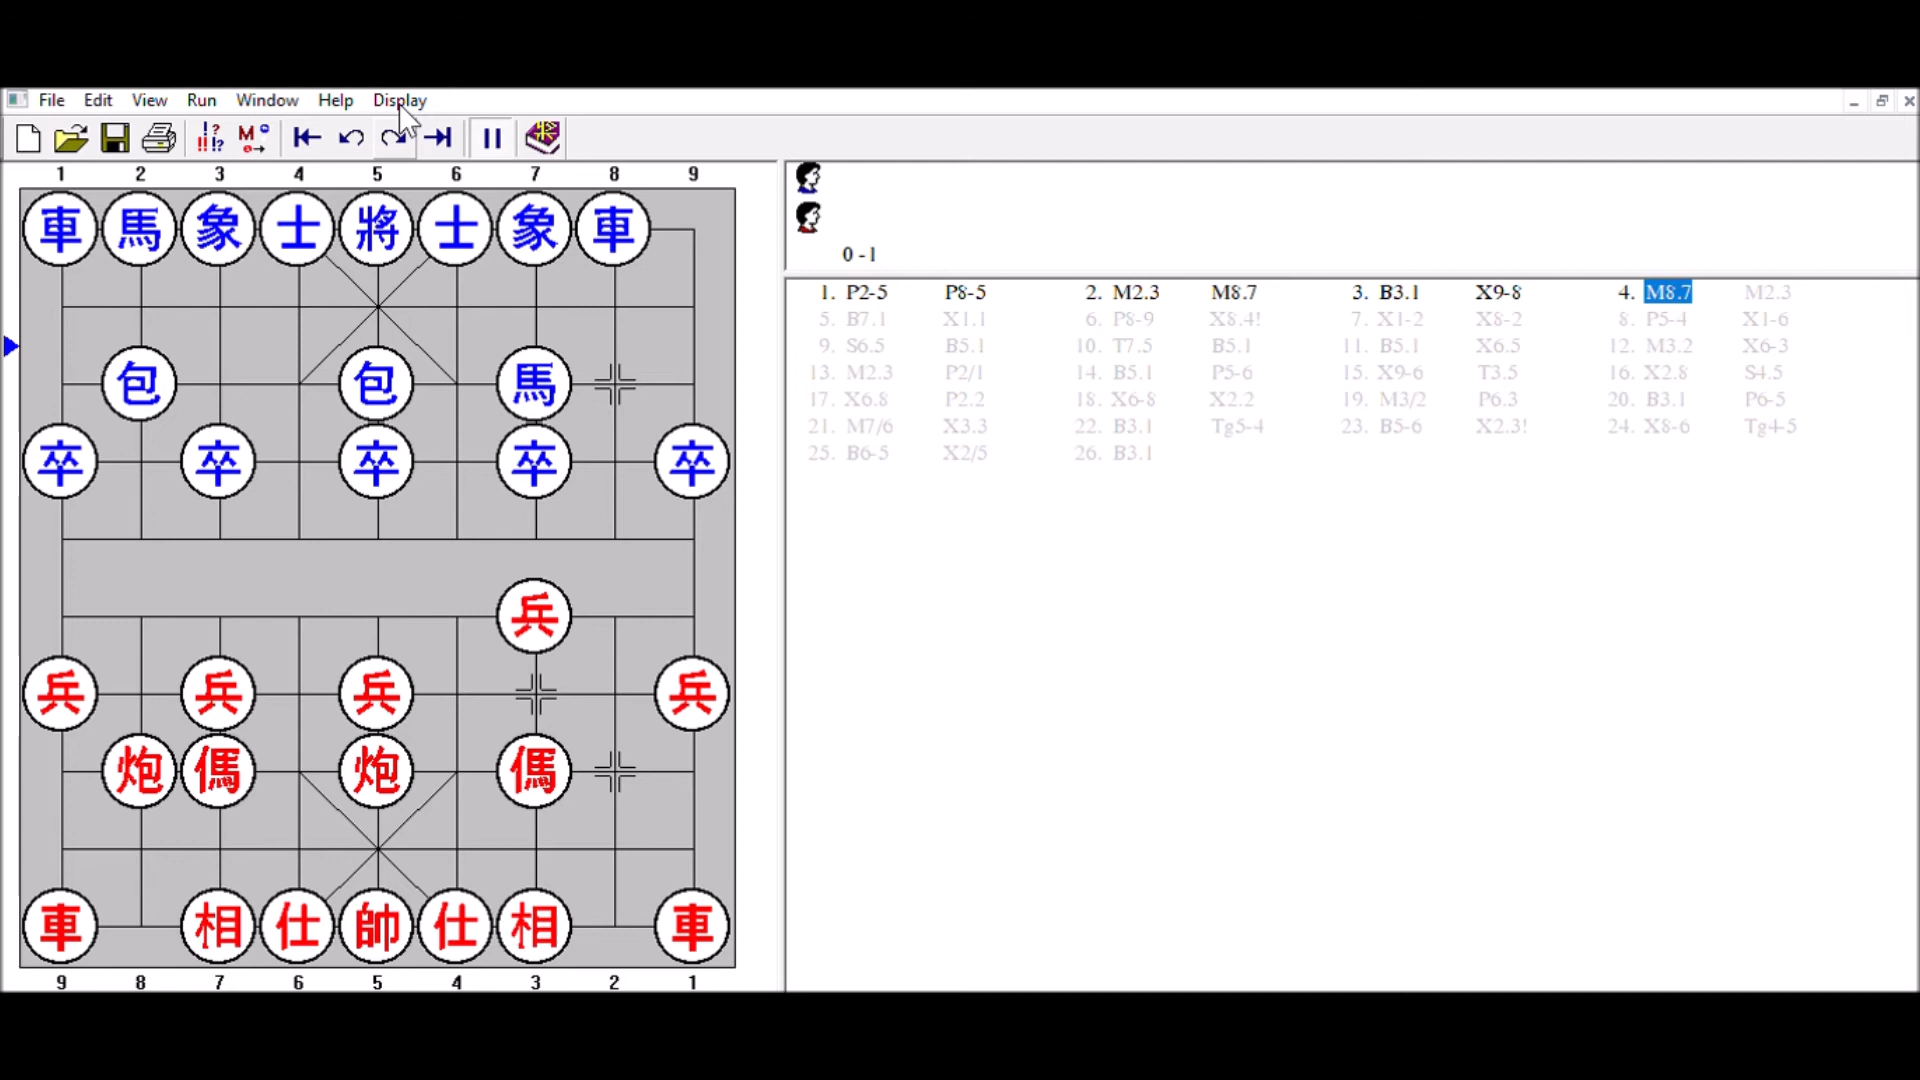 File Edit View Run Window Help Display
1 2 3 4 5 6 7 8 9
車 馬 象 士 將 士 象 車
包 包 馬
卒 卒 卒 卒 卒
兵
兵 兵 兵 兵
炮 傌 炮 傌
車 相 仕 帥 仕 相 車
9 8 7 6 5 4 3 2 1
0 - 1
1. P2-5 P8-5 2. M2.3 M8.7 3. B3.1 X9-8 4. M8.7 M2.3
5. B7.1 X1.1 6. P8-9 X8.4! 7. X1-2 X8-2 8. P5-4 X1-6
9. S6.5 B5.1 10. T7.5 B5.1 11. B5.1 X6.5 12. M3.2 X6-3
13. M2.3 P2/1 14. B5.1 P5-6 15. X9-6 T3.5 16. X2.8 S4.5
17. X6.8 P2.2 18. X6-8 X2.2 19. M3/2 P6.3 20. B3.1 P6-5
21. M7/6 X3.3 22. B3.1 Tg5-4 23. B5-6 X2.3! 24. X8-6 Tg4-5
25. B6-5 X2/5 26. B3.1